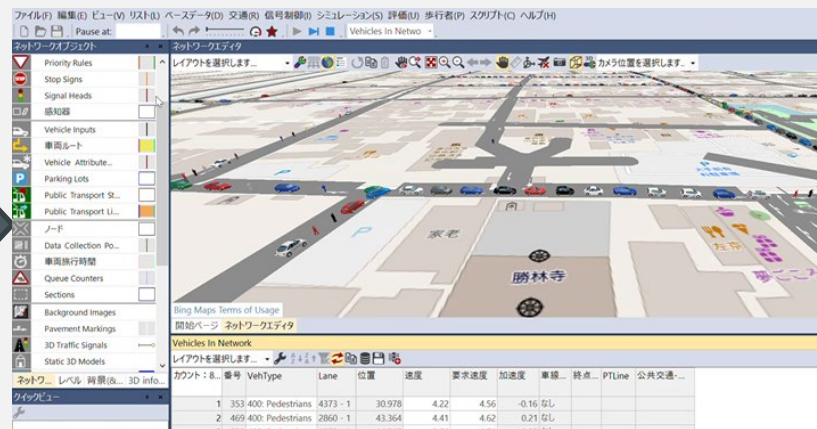 ファイル(F) 編集(E) ビュー(V) リスト(L) ベースデータ(D) 交通(R) 信号制御(I) シミュレーション(S) 評価(U) 歩行者(P) スクリプト(C) ヘルプ(H)
Pause at: Vehicles In Netwo
ネットワークオブジェクト
ネットワークエディタ
レイアウトを選択します... カメラ位置を選択します..
Priority Rules
Stop Signs
Signal Heads
感知器
Vehicle Inputs
車両ルート
Vehicle Attribute...
Parking Lots
Public Transport St...
Public Transport Li...
ノード
Data Collection Po...
車両旅行時間
Queue Counters
Sections
Background Images
Pavement Markings
3D Traffic Signals
Static 3D Models
ネットワ... レベル 背景(&... 3D info...
クイックビュー
家老
勝林寺
左京
Bing Maps Terms of Usage
開始ページ ネットワークエディタ
Vehicles In Network
レイアウトを選択します...
カウント：8... 番号 VehType Lane 位置 速度 要求速度 加速度 車線... 終点... PTLine 公共交通-...
1 353 400: Pedestrians 4373 - 1 30.978 4.22 4.56 -0.16 なし
2 469 400: Pedestrians 2860 - 1 43.364 4.41 4.62 0.21 なし